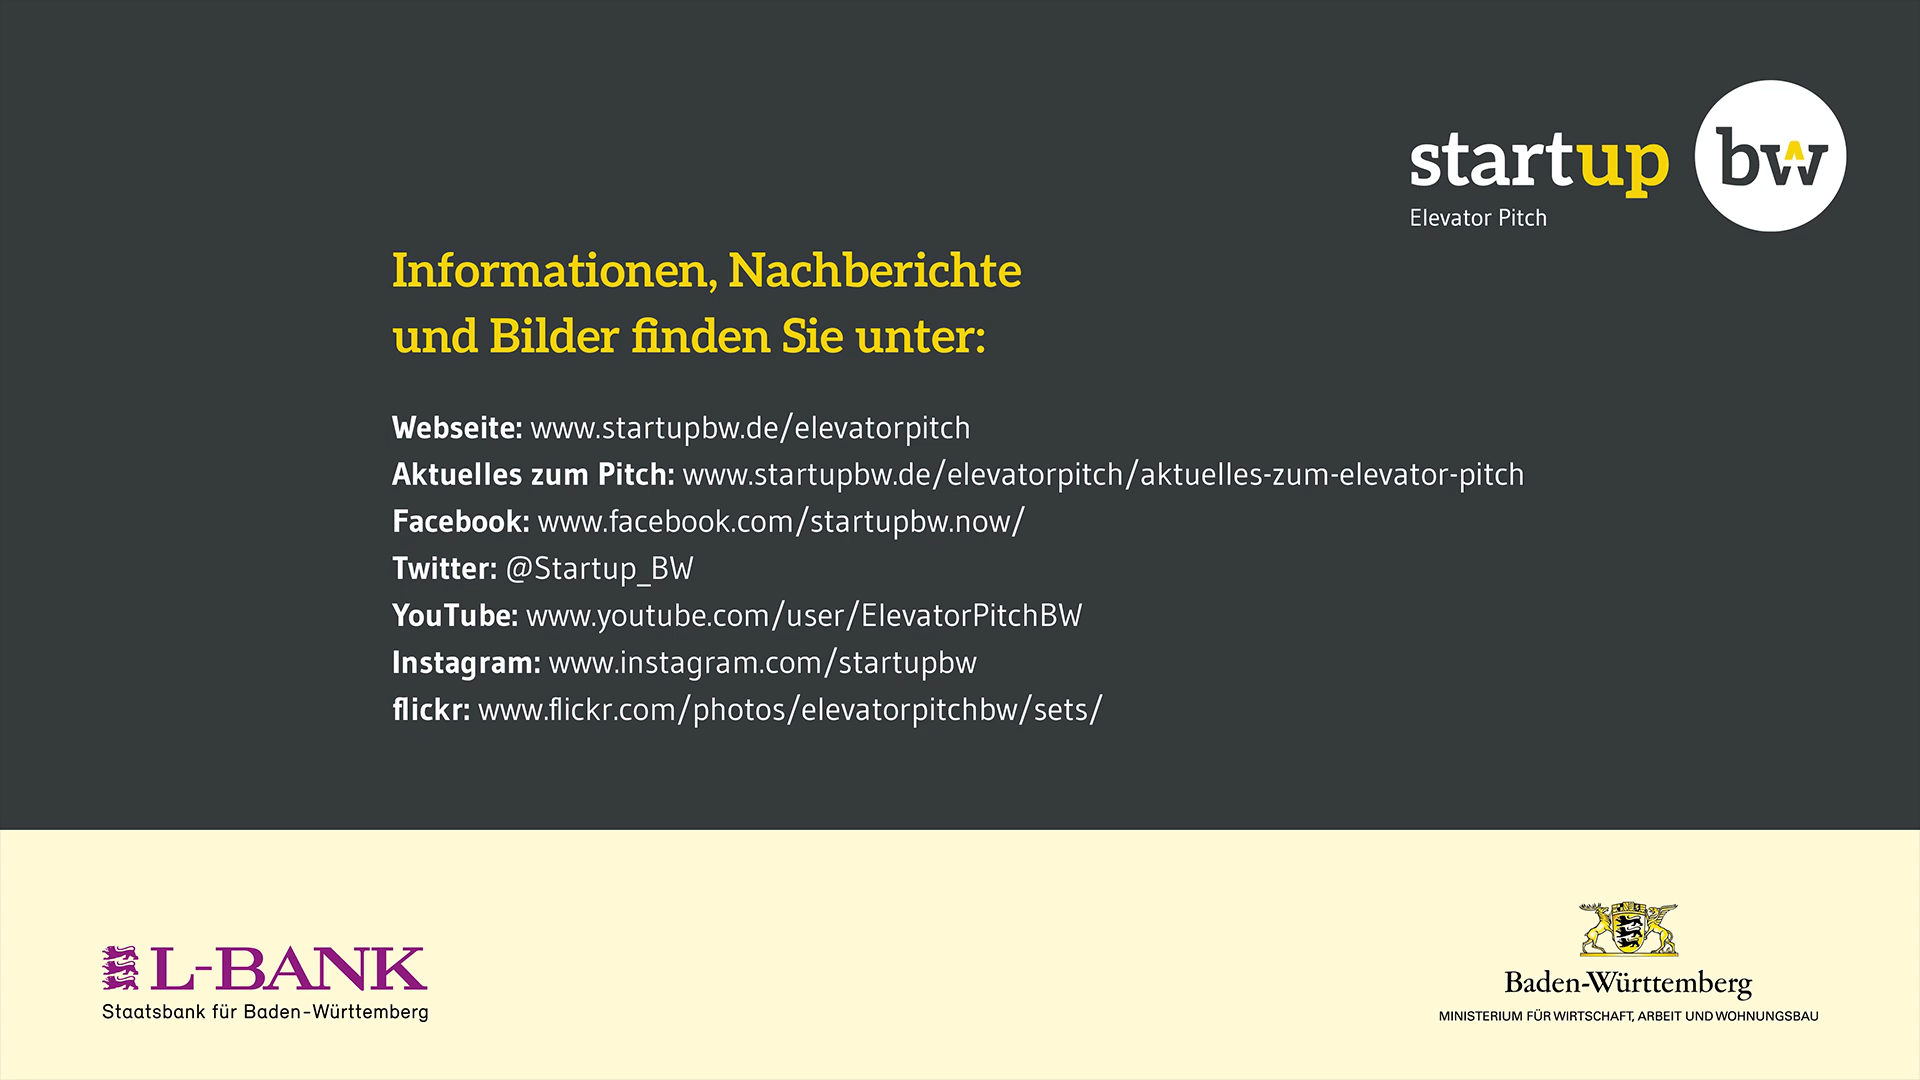 startup bw
Elevator Pitch
Informationen, Nachberichte
und Bilder finden Sie unter:
Webseite: www.startupbw.de/elevatorpitch
Aktuelles zum Pitch: www.startupbw.de/elevatorpitch/aktuelles-zum-elevator-pitch
Facebook: www.facebook.com/startupbw.now/
Twitter: @Startup_BW
YouTube: www.youtube.com/user/ElevatorPitchBW
Instagram: www.instagram.com/startupbw
flickr: www.flickr.com/photos/elevatorpitchbw/sets/
L-BANK
Staatsbank für Baden-Württemberg
Baden-Württemberg
MINISTERIUM FÜR WIRTSCHAFT, ARBEIT UND WOHNUNGSBAU